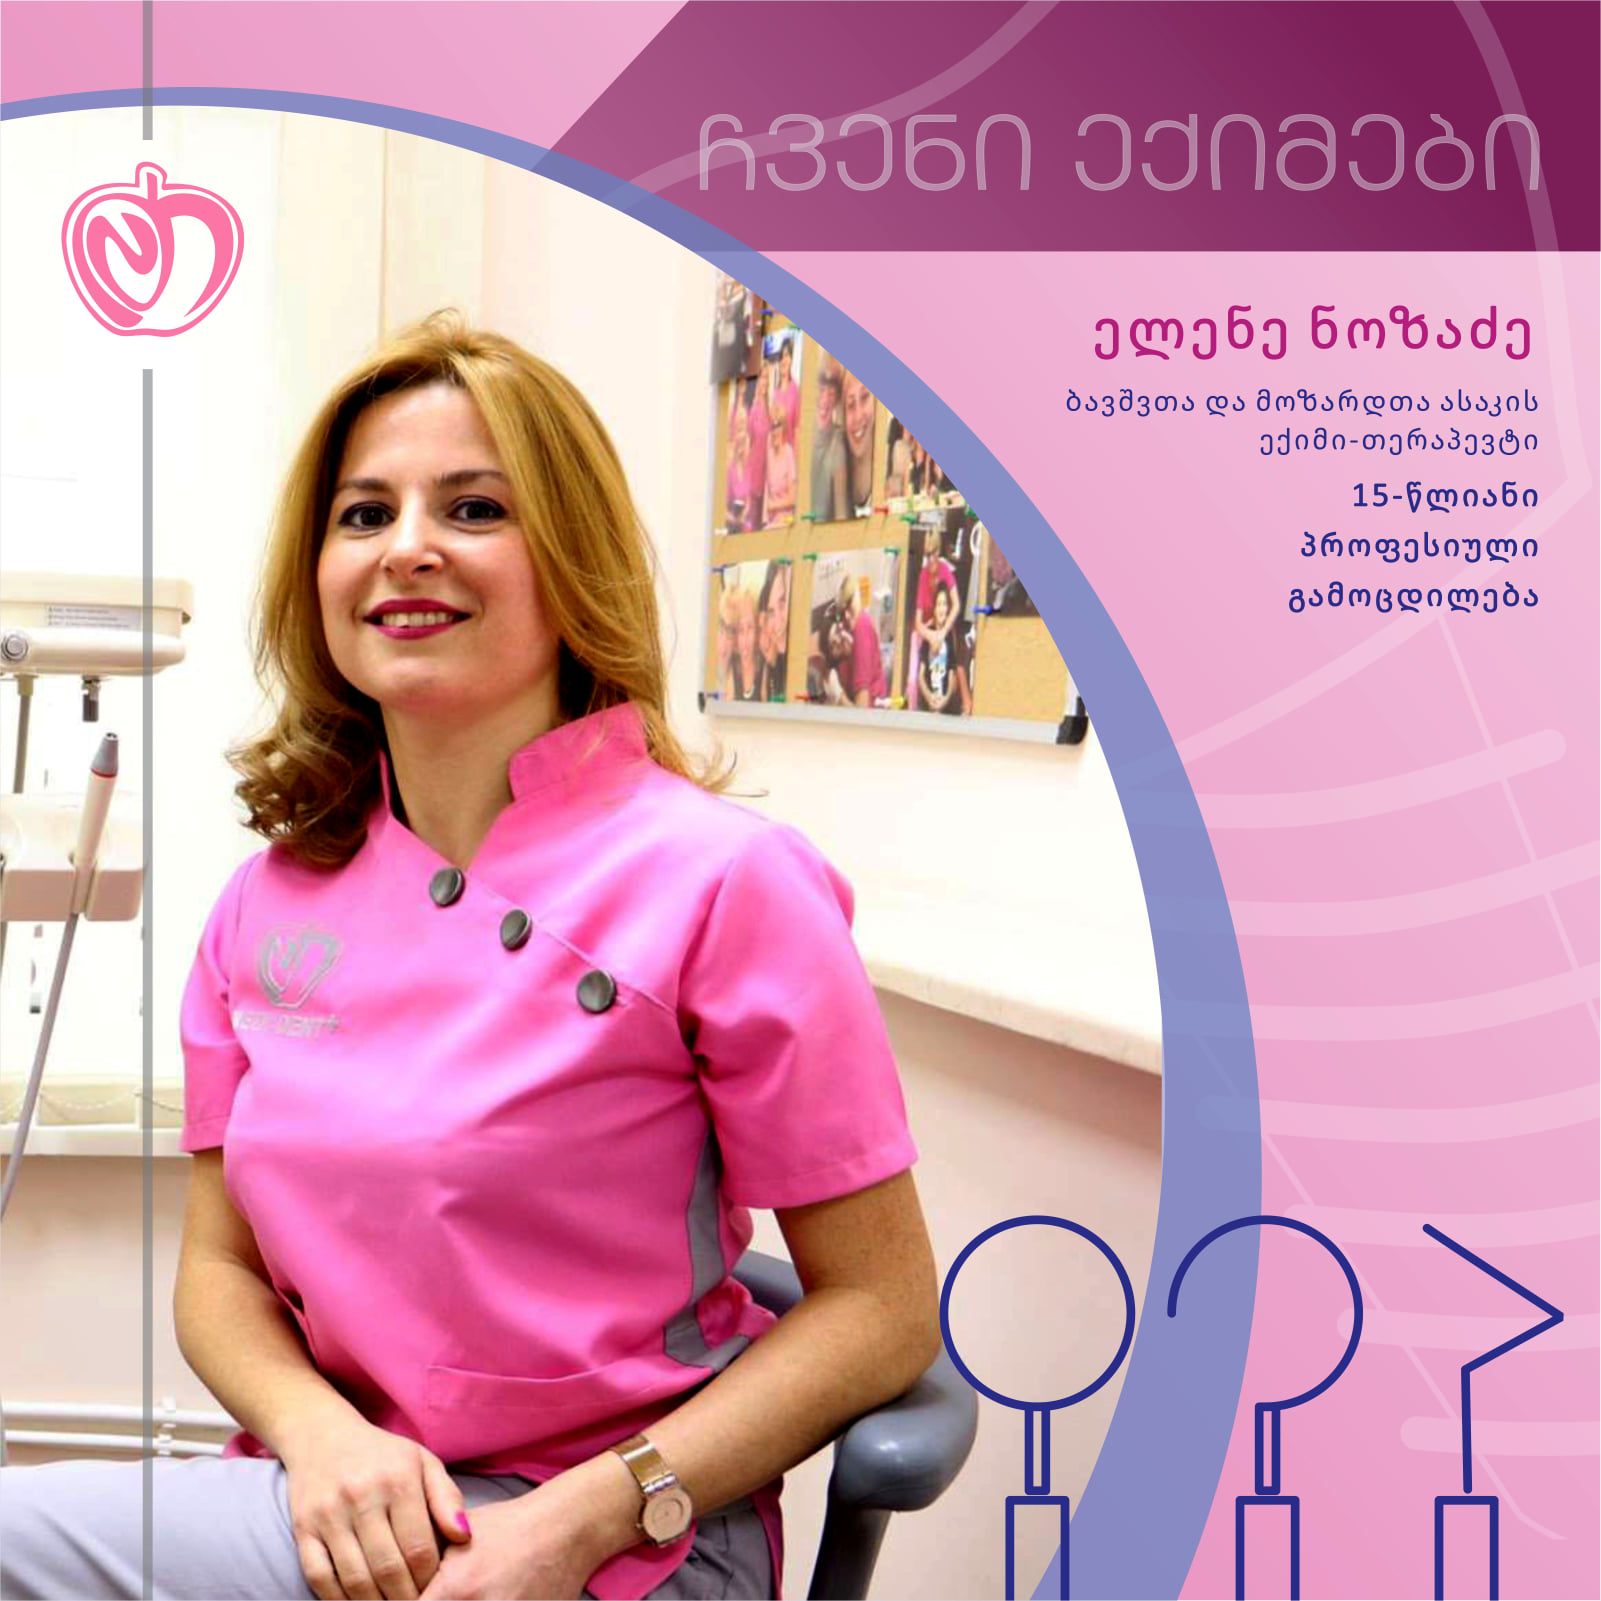 ჩვენი ექიმები
ელენე ნოზაძე
ბავშვთა და მოზარდთა ასაკის
ექიმი-თერაპევტი
15-წლიანი
პროფესიული
გამოცდილება